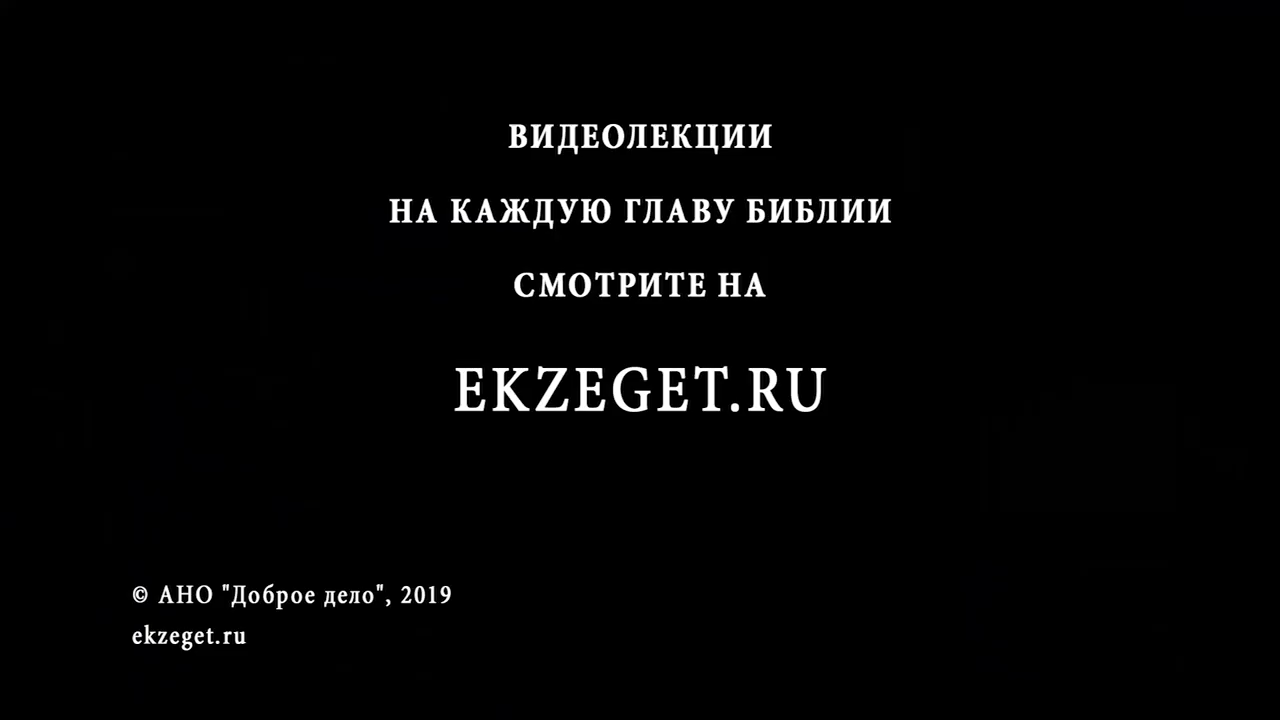 ВИДЕОЛЕКЦИИ
НА КАЖДУЮ ГЛАВУ БИБЛИИ
СМОТРИТЕ НА
EKZEGET.RU
© АНО "Доброе дело", 2019
ekzeget.ru